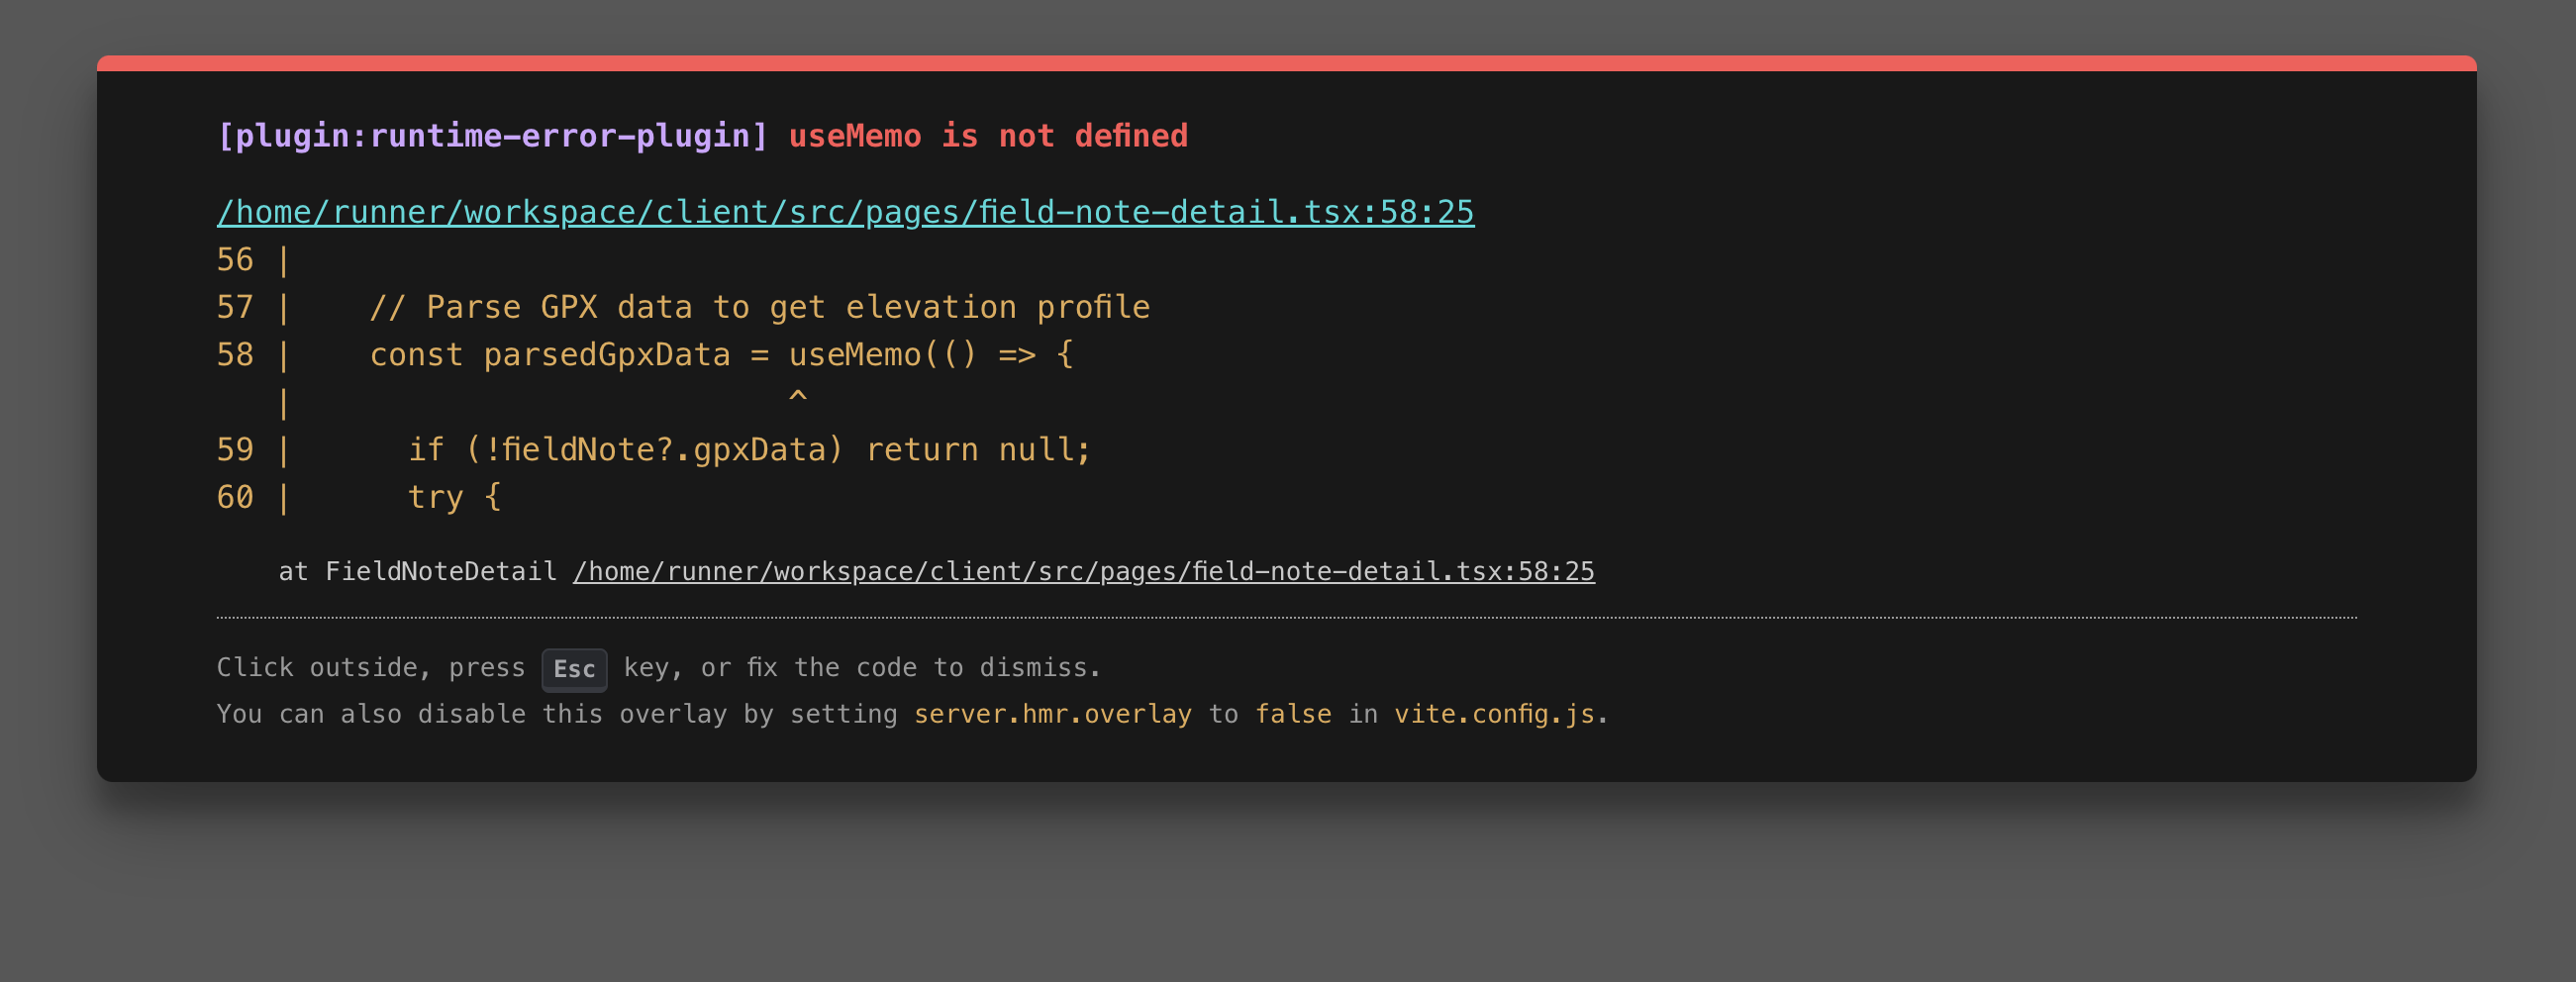 [plugin:runtime-error-plugin] useMemo is not defined
/home/runner/workspace/client/src/pages/field-note-detail.tsx:58:25
56 |
57 |    // Parse GPX data to get elevation profile
58 |    const parsedGpxData = useMemo(() => {
   |                          ^
59 |      if (!fieldNote?.gpxData) return null;
60 |      try {
at FieldNoteDetail /home/runner/workspace/client/src/pages/field-note-detail.tsx:58:25
Click outside, press Esc key, or fix the code to dismiss.
You can also disable this overlay by setting server.hmr.overlay to false in vite.config.js.